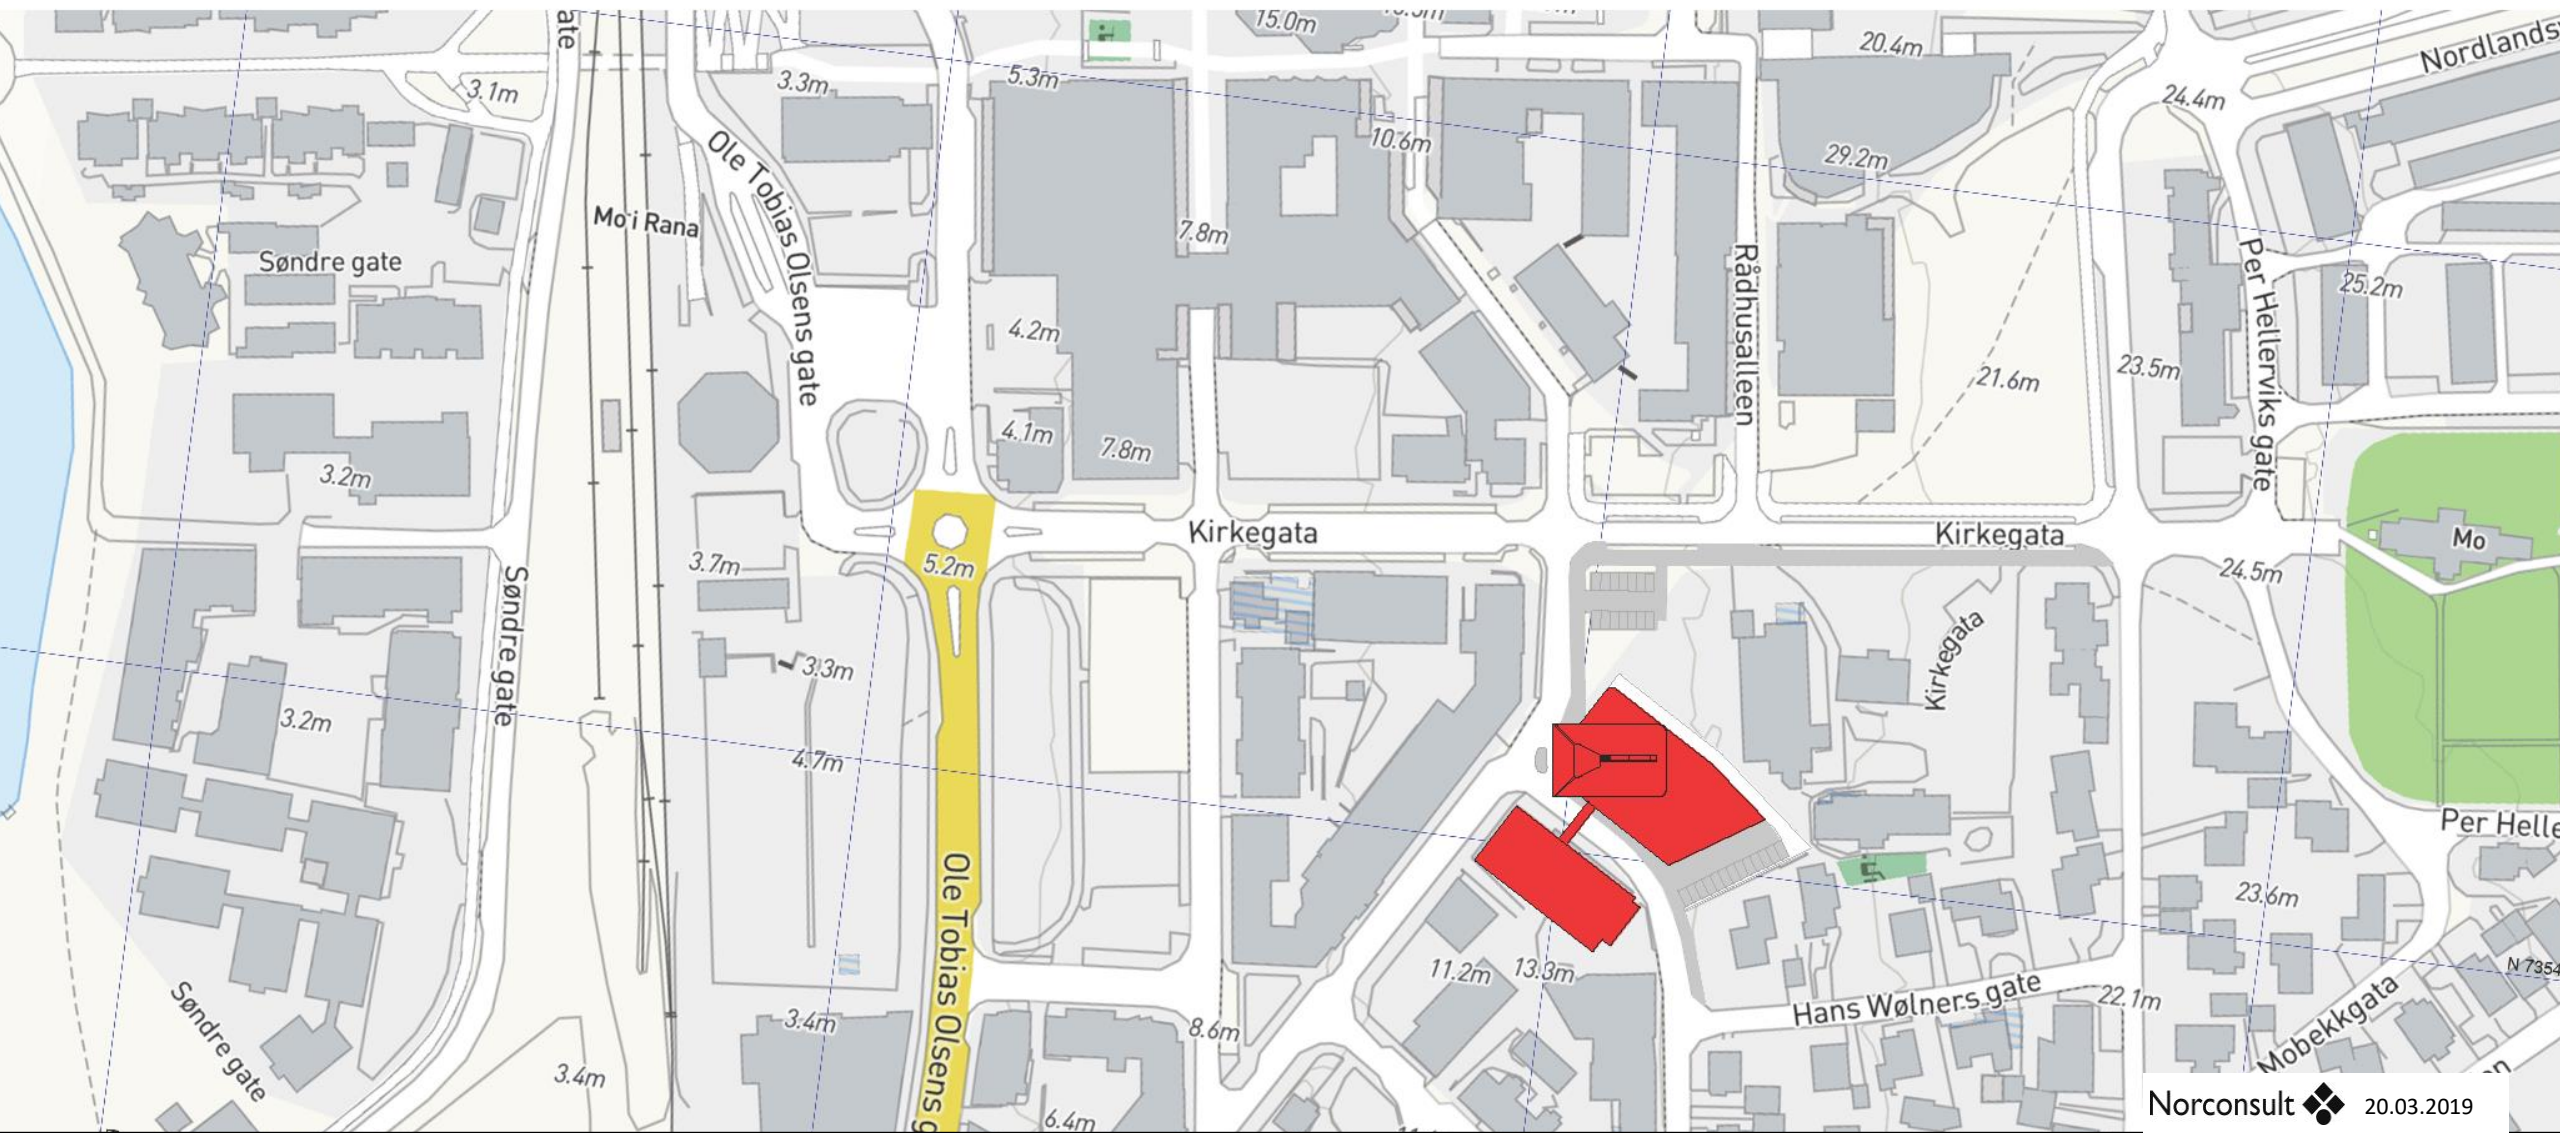 15.0m
20.4m
Nordlands
3.1m
3.3m
5.3m
24.4m
Ole Tobias Olsens gate
10.6m
29.2m
Mo i Rana
7.8m
Søndre gate
Rådhusalleen
Per Hellerviks gate
25.2m
4.2m
23.5m
21.6m
4.1m
7.8m
3.2m
Kirkegata
Kirkegata
Mo
3.7m
5.2m
24.5m
Søndre gate
Kirkegata
3.3m
3.2m
4.7m
Per Helle
Ole Tobias Olsens g
23.6m
11.2m
13.3m
N 7354
Søndre gate
Hans Wølners gate
22.1m
3.4m
8.6m
Mobekkgata
3.4m
6.4m
Norconsult 20.03.2019